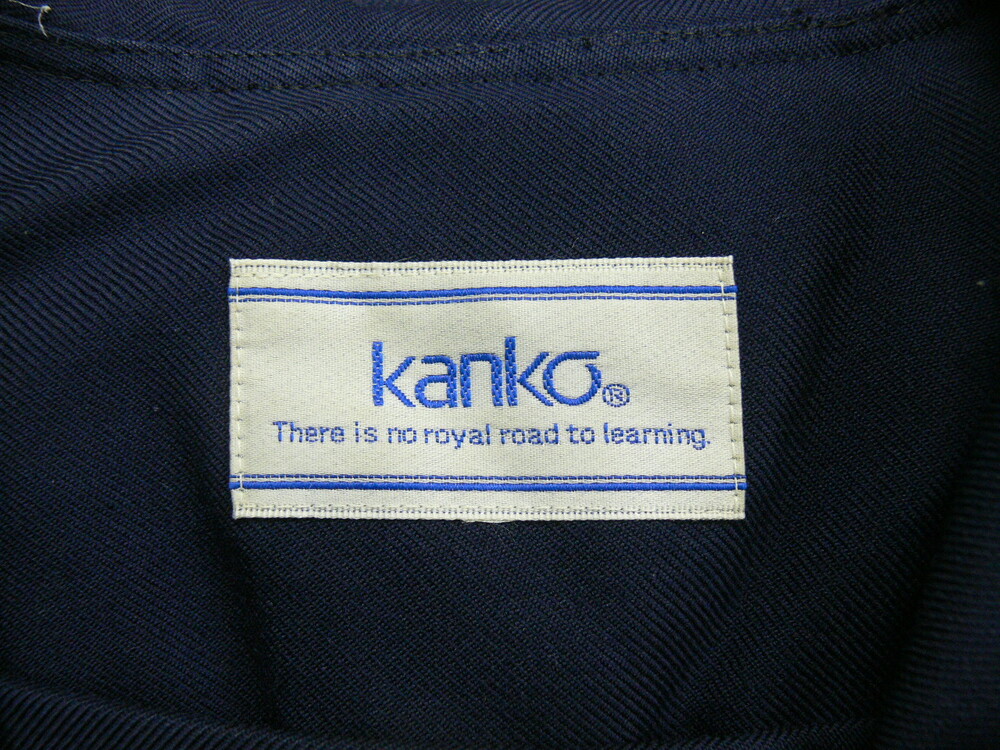 kanko®
There is no royal road to learning.